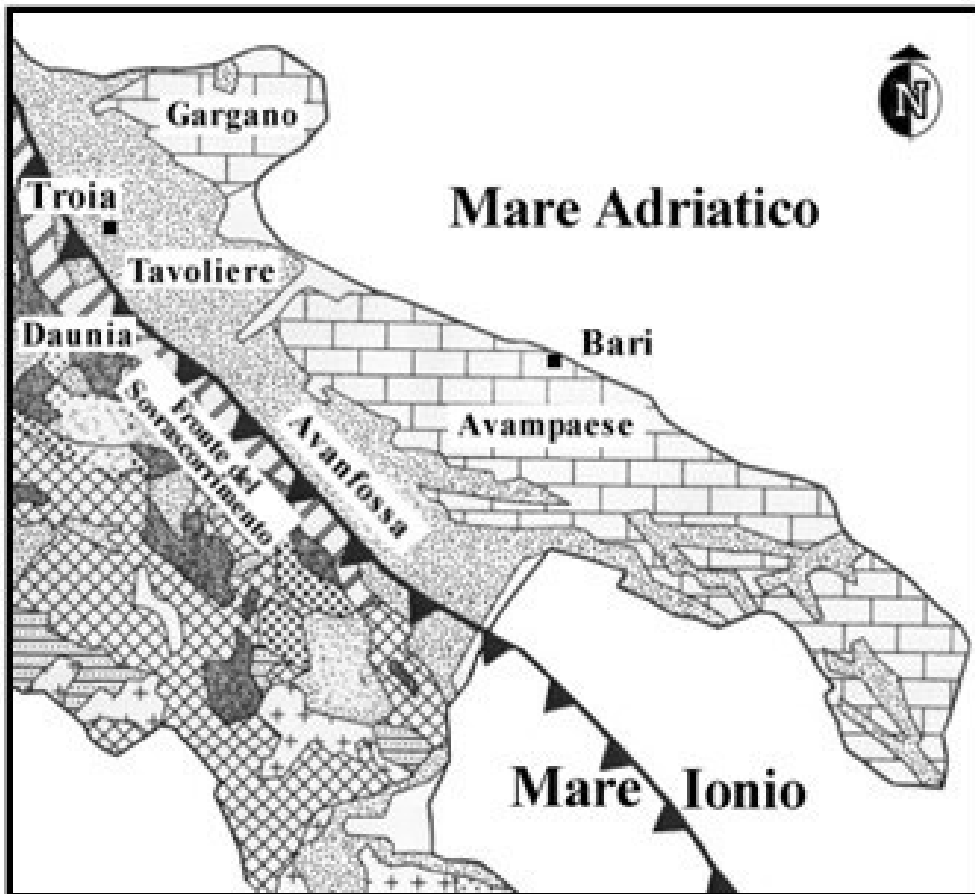 Gargano
N
Troia
Mare Adriatico
Tavoliere
Daunia
Bari
Avampaese
Avanfossa
Fronte del
Sovrascorrimento
Mare Ionio